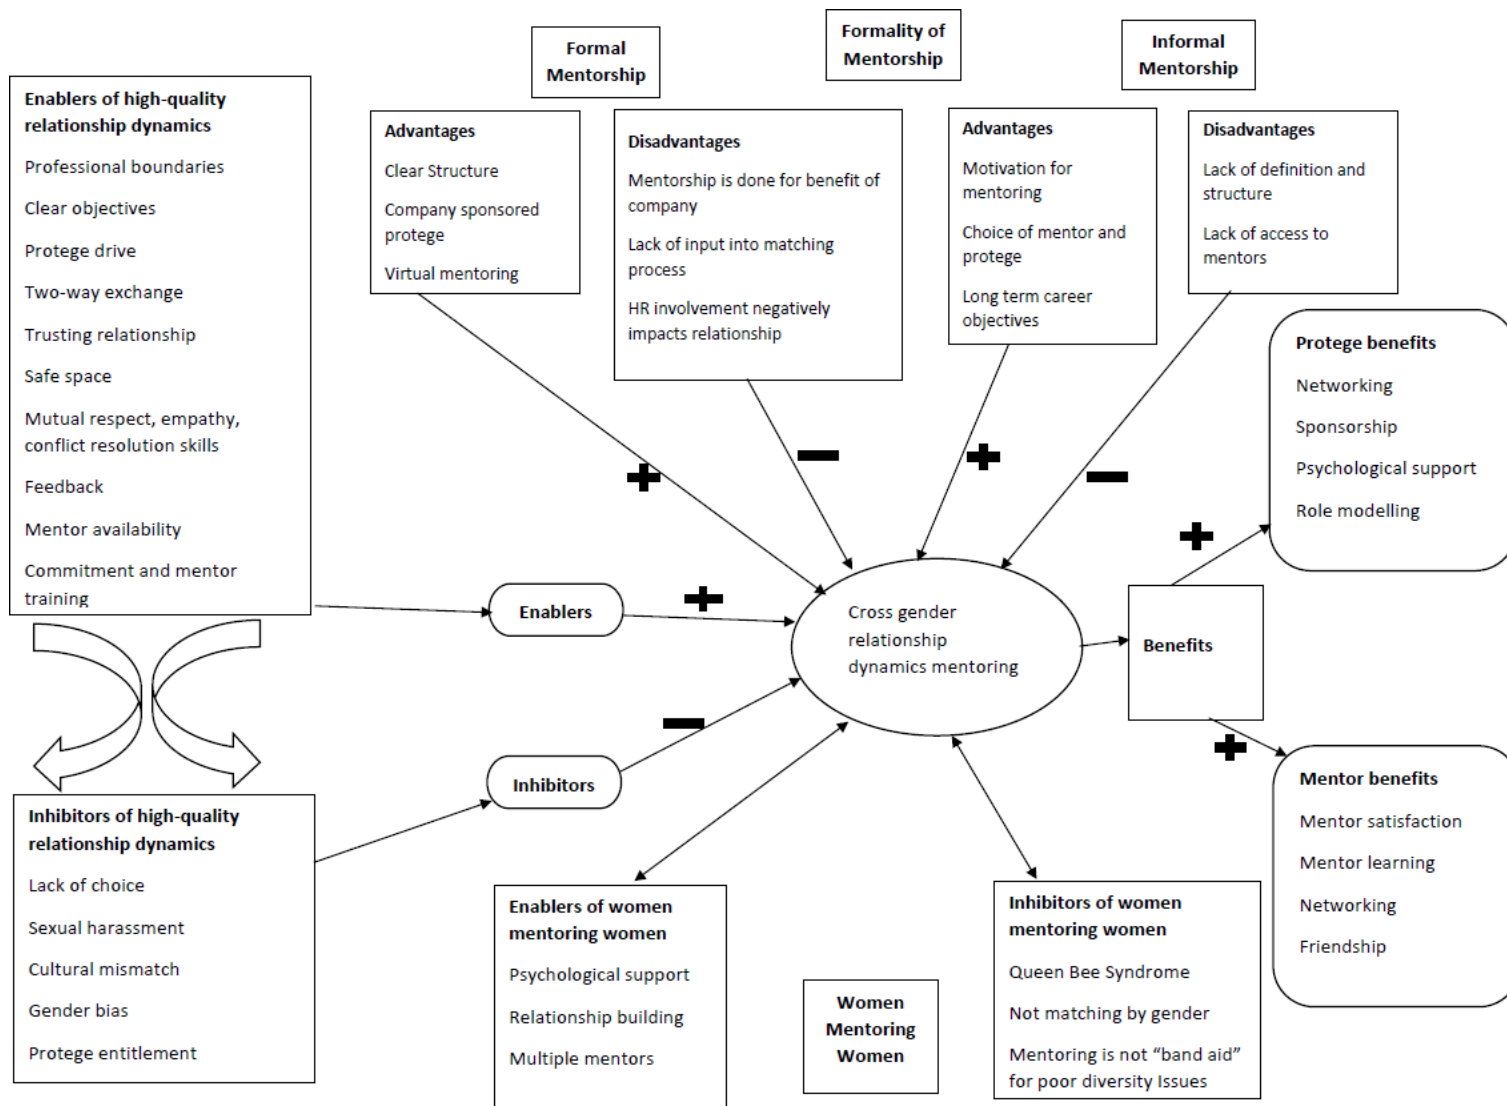 Formal
Mentorship
Formality of
Mentorship
Informal
Mentorship
Enablers of high-quality
relationship dynamics
Professional boundaries
Clear objectives
Protege drive
Two-way exchange
Trusting relationship
Safe space
Mutual respect, empathy,
conflict resolution skills
Feedback
Mentor availability
Commitment and mentor
training
Advantages
Clear Structure
Company sponsored
protege
Virtual mentoring
Disadvantages
Mentorship is done for benefit of
company
Lack of input into matching
process
HR involvement negatively
impacts relationship
Advantages
Motivation for
mentoring
Choice of mentor and
protege
Long term career
objectives
Disadvantages
Lack of definition and
structure
Lack of access to
mentors
Protege benefits
Networking
Sponsorship
Psychological support
Role modelling
Enablers
Cross gender
relationship
dynamics mentoring
Benefits
Inhibitors
Mentor benefits
Mentor satisfaction
Mentor learning
Networking
Friendship
Inhibitors of high-quality
relationship dynamics
Lack of choice
Sexual harassment
Cultural mismatch
Gender bias
Protege entitlement
Enablers of women
mentoring women
Psychological support
Relationship building
Multiple mentors
Women
Mentoring
Women
Inhibitors of women
mentoring women
Queen Bee Syndrome
Not matching by gender
Mentoring is not “band aid”
for poor diversity Issues